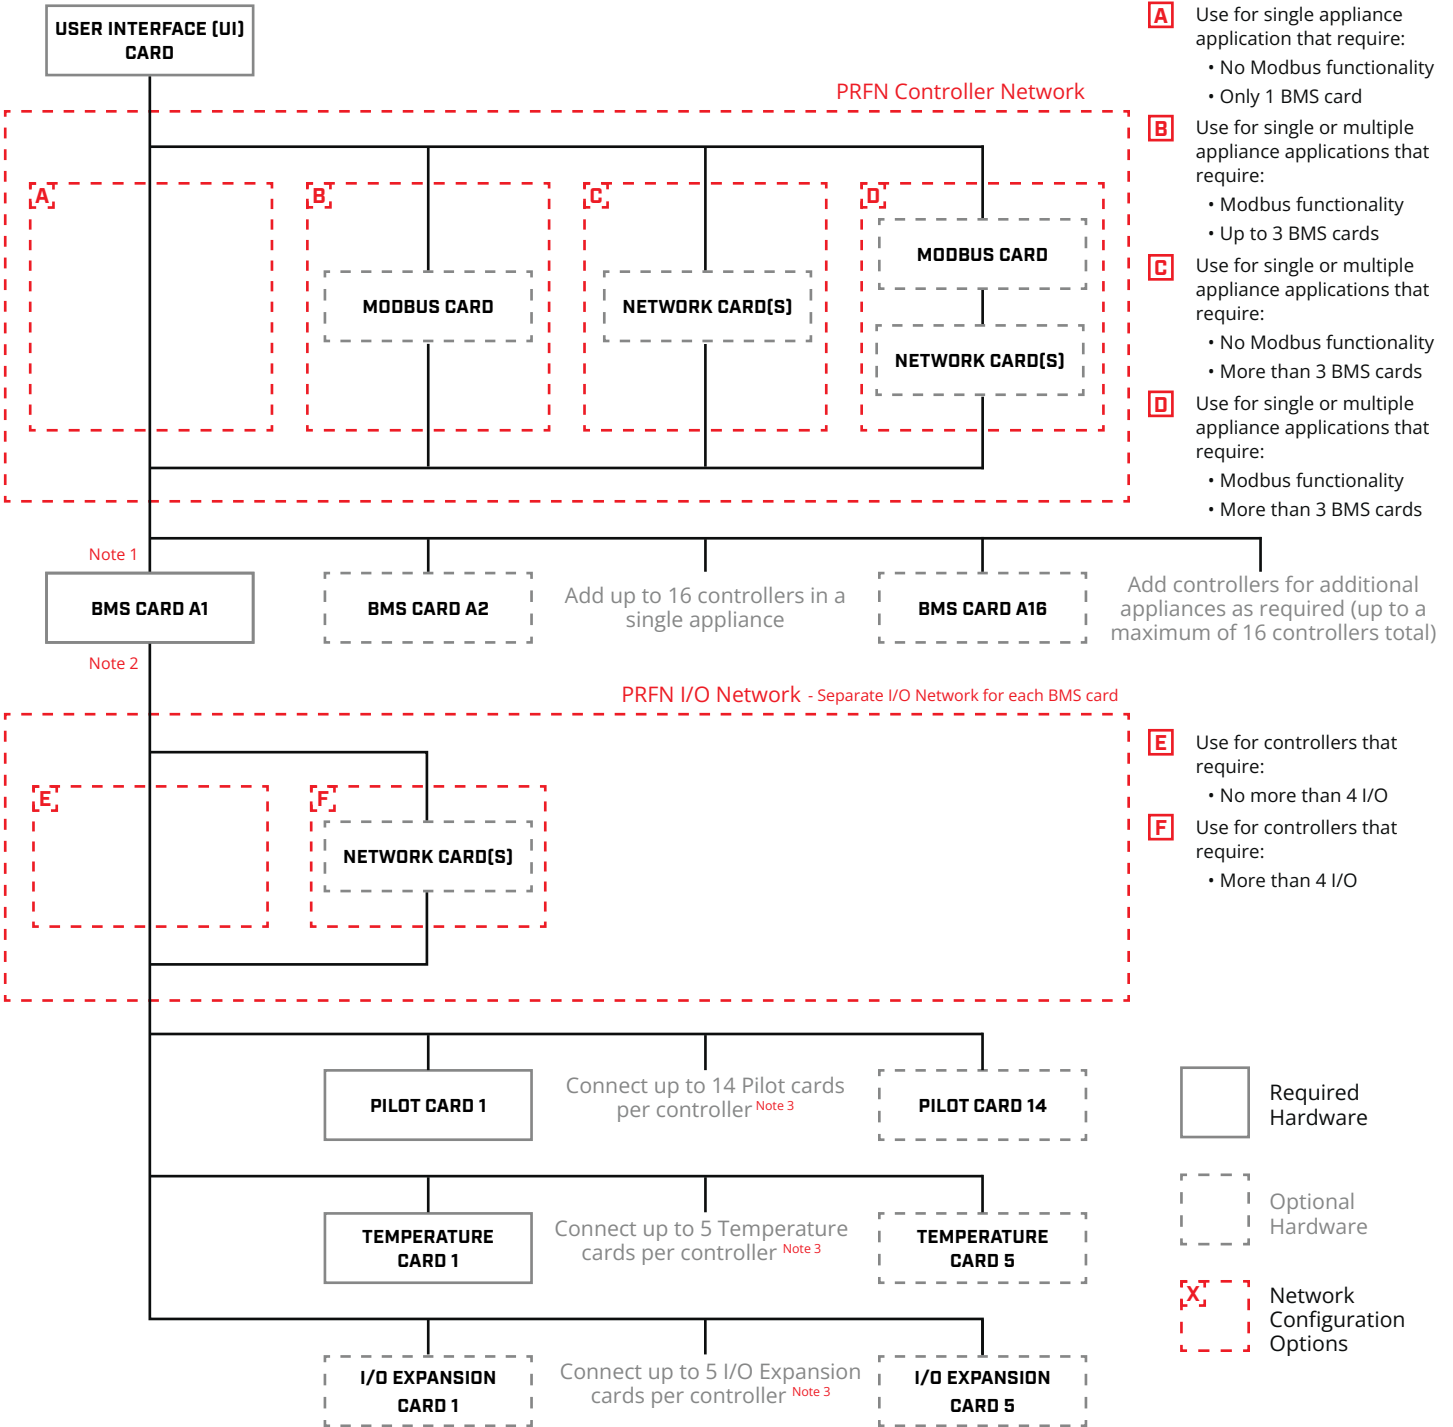 USER INTERFACE (UI)
CARD
PRFN Controller Network
A
B
MODBUS CARD
C
NETWORK CARD(S)
D
MODBUS CARD
NETWORK CARD(S)
A Use for single appliance
application that require:
• No Modbus functionality
• Only 1 BMS card
B Use for single or multiple
appliance applications that
require:
• Modbus functionality
• Up to 3 BMS cards
C Use for single or multiple
appliance applications that
require:
• No Modbus functionality
• More than 3 BMS cards
D Use for single or multiple
appliance applications that
require:
• Modbus functionality
• More than 3 BMS cards
Note 1
BMS CARD A1
BMS CARD A2
Add up to 16 controllers in a
single appliance
BMS CARD A16
Add controllers for additional
appliances as required (up to a
maximum of 16 controllers total)
Note 2
PRFN I/O Network - Separate I/O Network for each BMS card
E
F
NETWORK CARD(S)
E Use for controllers that
require:
• No more than 4 I/O
F Use for controllers that
require:
• More than 4 I/O
PILOT CARD 1
Connect up to 14 Pilot cards
per controller Note 3
PILOT CARD 14
TEMPERATURE
CARD 1
Connect up to 5 Temperature
cards per controller Note 3
TEMPERATURE
CARD 5
I/O EXPANSION
CARD 1
Connect up to 5 I/O Expansion
cards per controller Note 3
I/O EXPANSION
CARD 5
Required
Hardware
Optional
Hardware
X
Network
Configuration
Options